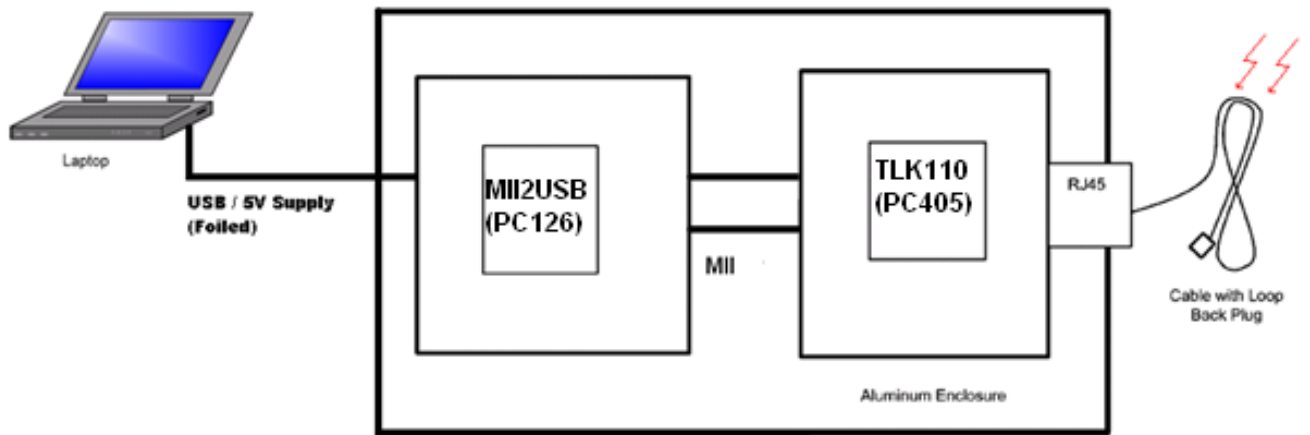 Laptop
USB / 5V Supply
(Foiled)
MII2USB
(PC126)
MII
TLK110
(PC405)
RJ45
Cable with Loop
Back Plug
Aluminum Enclosure